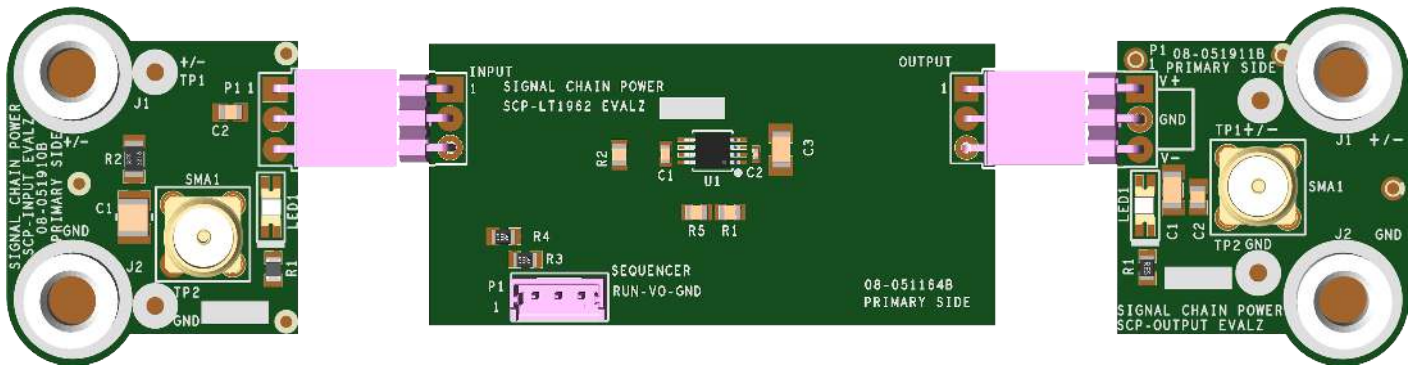 +/-
TP1
J1
P1 1
C2
+/-
R2
SMA1
C1
LED1
GND
J2
R1
TP2
GND
SIGNAL CHAIN POWER
SCP-INPUT EVALZ
08-051910B
PRIMARY SIDE
INPUT
1
SIGNAL CHAIN POWER
SCP-LT1962 EVALZ
OUTPUT
1
R2
C1
U1
C2
C3
R5
R1
R4
R3
SEQUENCER
P1
RUN-VO-GND
1
08-051164B
PRIMARY SIDE
P1
08-051911B
1
PRIMARY SIDE
V+
GND
V-
TP1+/-
J1
+/-
SMA1
LED1
C1
C2
TP2
GND
J2
GND
R1
SIGNAL CHAIN POWER
SCP-OUTPUT EVALZ